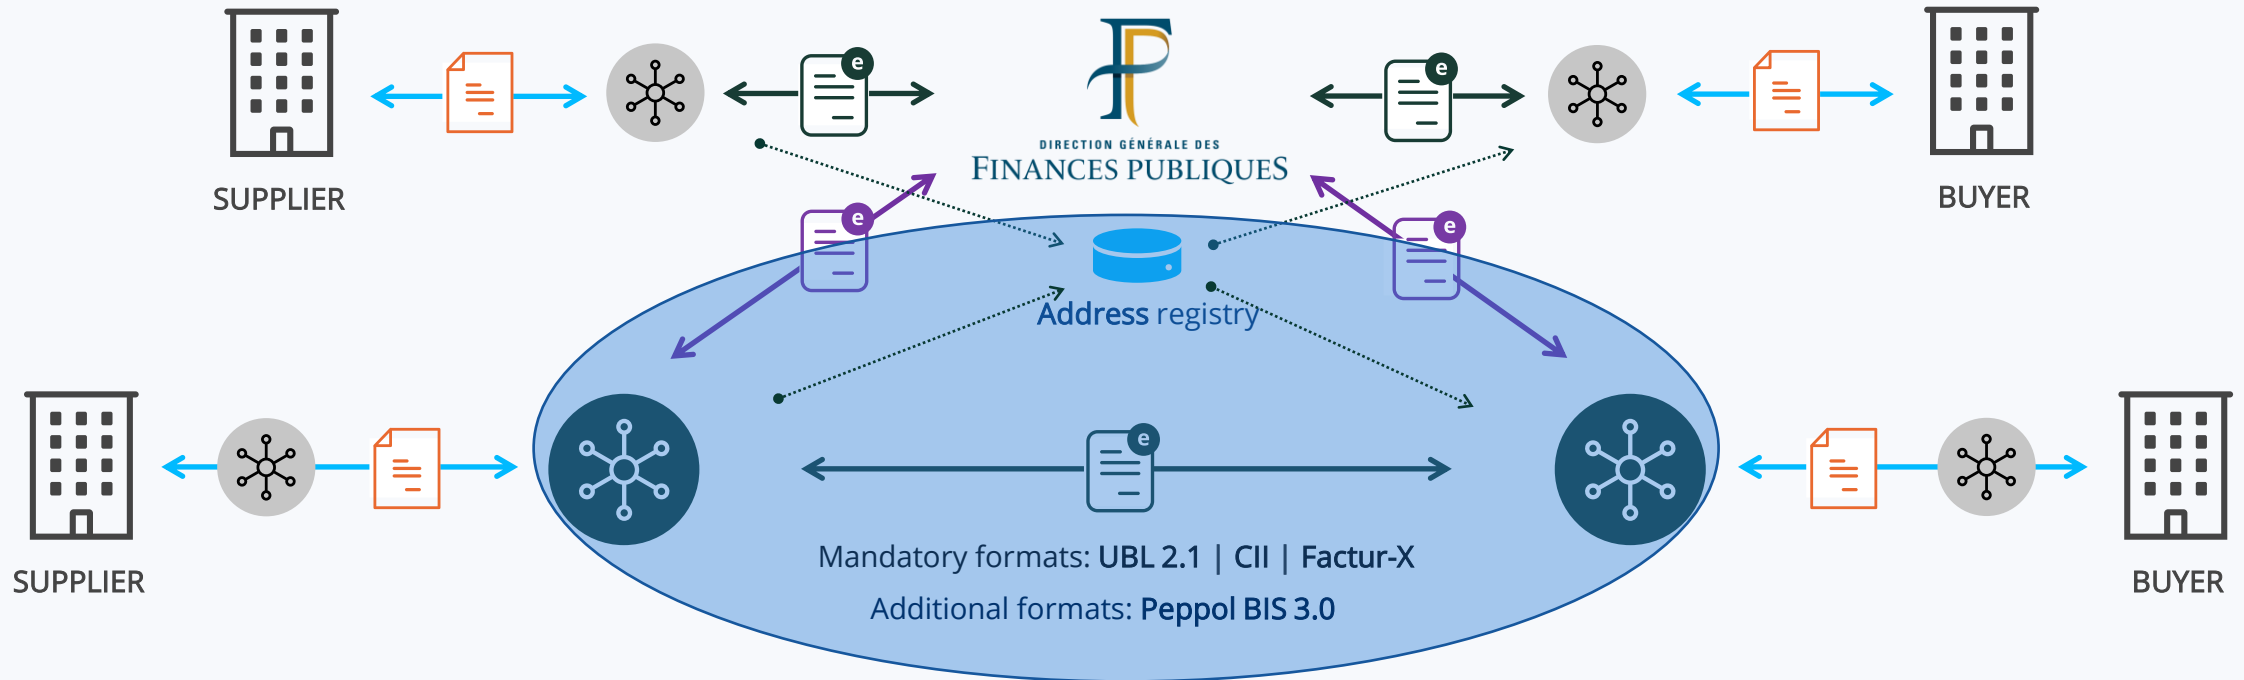 e
e
DIRECTION GÉNÉRALE DES
FINANCES PUBLIQUES
SUPPLIER
BUYER
e
e
Address registry
e
Mandatory formats: UBL 2.1 | CII | Factur-X
SUPPLIER
BUYER
Additional formats: Peppol BIS 3.0